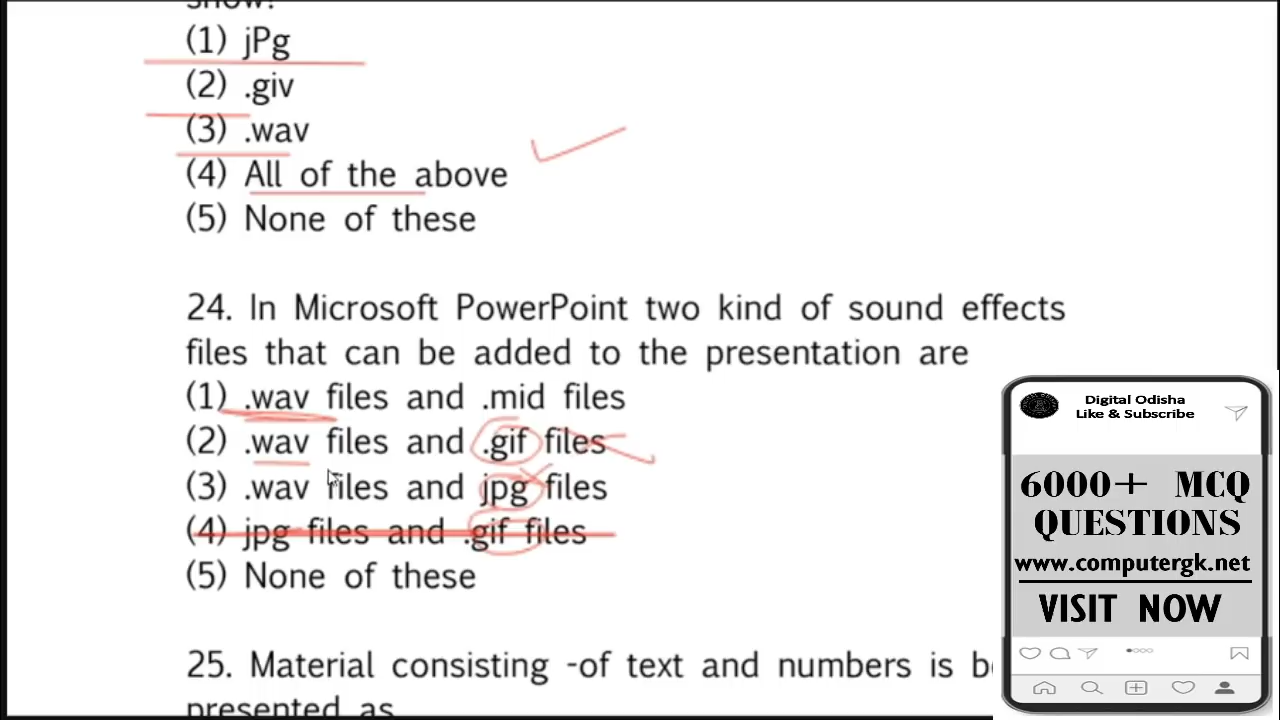 show?
(1) jPg
(2) .giv
(3) .wav
(4) All of the above
(5) None of these
24. In Microsoft PowerPoint two kind of sound effects
files that can be added to the presentation are
(1) .wav files and .mid files
(2) .wav files and .gif files
(3) .wav files and jpg files
(4) jpg files and .gif files
(5) None of these
25. Material consisting -of text and numbers is
presented as
Digital Odisha
Like & Subscribe
6000+ MCQ
QUESTIONS
www.computergk.net
VISIT NOW